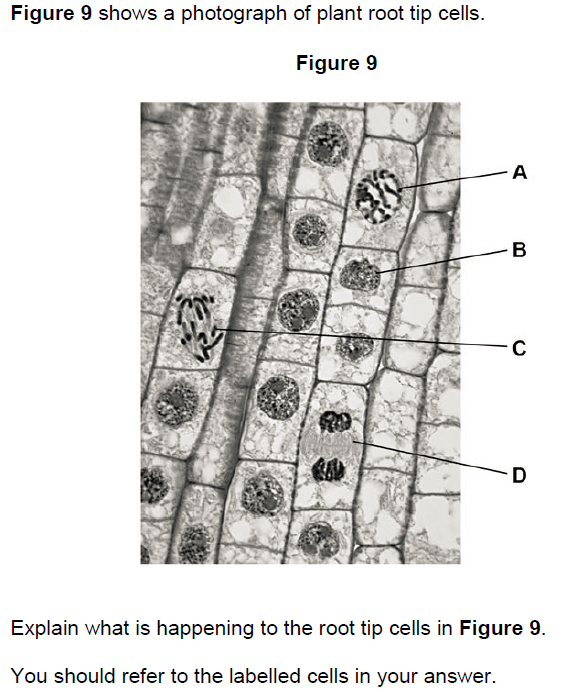 Figure 9 shows a photograph of plant root tip cells.
Figure 9
A
B
C
D
Explain what is happening to the root tip cells in Figure 9.
You should refer to the labelled cells in your answer.